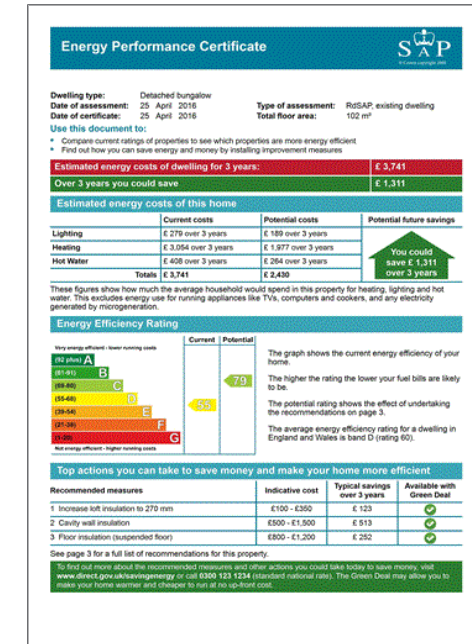 Energy Performance Certificate
SAP
Dwelling type: Detached bungalow
Date of assessment: 25 April 2016 Type of assessment: RdSAP, existing dwelling
Date of certificate: 25 April 2016 Total floor area: 102 m²
Use this document to:
• Compare current ratings of properties to see which properties are more energy efficient
• Find out how you can save energy and money by installing improvement measures
Estimated energy costs of dwelling for 3 years: £ 3,741
Over 3 years you could save £ 1,311
Estimated energy costs of this home
Current costs Potential costs Potential future savings
Lighting £ 279 over 3 years £ 189 over 3 years
Heating £ 3,054 over 3 years £ 1,977 over 3 years
Hot Water £ 408 over 3 years £ 264 over 3 years
Totals £ 3,741 £ 2,430
You could
save £ 1,311
over 3 years
These figures show how much the average household would spend in this property for heating, lighting and hot
water. This excludes energy use for running appliances like TVs, computers and cookers, and any electricity
generated by microgeneration.
Energy Efficiency Rating
Current Potential
Very energy efficient - lower running costs
(92 plus) A
(81-91) B
(69-80) C
(55-68) D
(39-54) E
(21-38) F
(1-20) G
Not energy efficient - higher running costs
79
The graph shows the current energy efficiency of your
home.
The higher the rating the lower your fuel bills are likely
to be.
The potential rating shows the effect of undertaking
the recommendations on page 3.
The average energy efficiency rating for a dwelling in
England and Wales is band D (rating 60).
Top actions you can take to save money and make your home more efficient
Recommended measures Indicative cost Typical savings over 3 years Available with Green Deal
1 Increase loft insulation to 270 mm £100 - £350 £ 123
2 Cavity wall insulation £500 - £1,500 £ 513
3 Floor insulation (suspended floor) £800 - £1,200 £ 252
See page 3 for a full list of recommendations for this property.
To find out more about the recommended measures and other actions you could take today to save money, visit
www.direct.gov.uk/savingenergy or call 0300 123 1234 (standard national rate). The Green Deal may allow you to
make your home warmer and cheaper to run at no up-front cost.